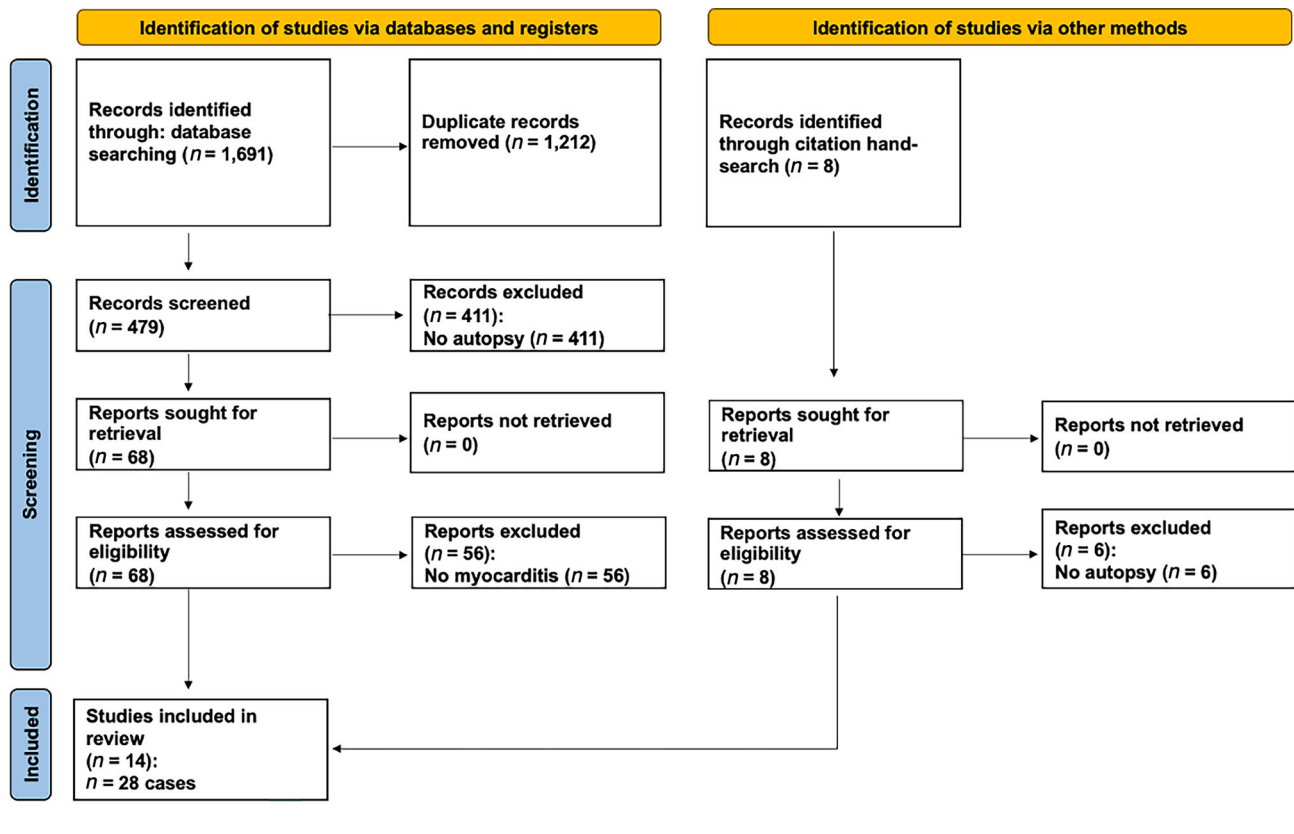 Identification of studies via databases and registers
Identification of studies via other methods
Identification
Records identified
through: database
searching (n = 1,691)
Duplicate records
removed (n = 1,212)
Records identified
through citation hand-
search (n = 8)
Screening
Records screened
(n = 479)
Records excluded
(n = 411):
No autopsy (n = 411)
Reports sought for
retrieval
(n = 68)
Reports not retrieved
(n = 0)
Reports sought for
retrieval
(n = 8)
Reports not retrieved
(n = 0)
Reports assessed for
eligibility
(n = 68)
Reports excluded
(n = 56):
No myocarditis (n = 56)
Reports assessed for
eligibility
(n = 8)
Reports excluded
(n = 6):
No autopsy (n = 6)
Included
Studies included in
review
(n = 14):
n = 28 cases